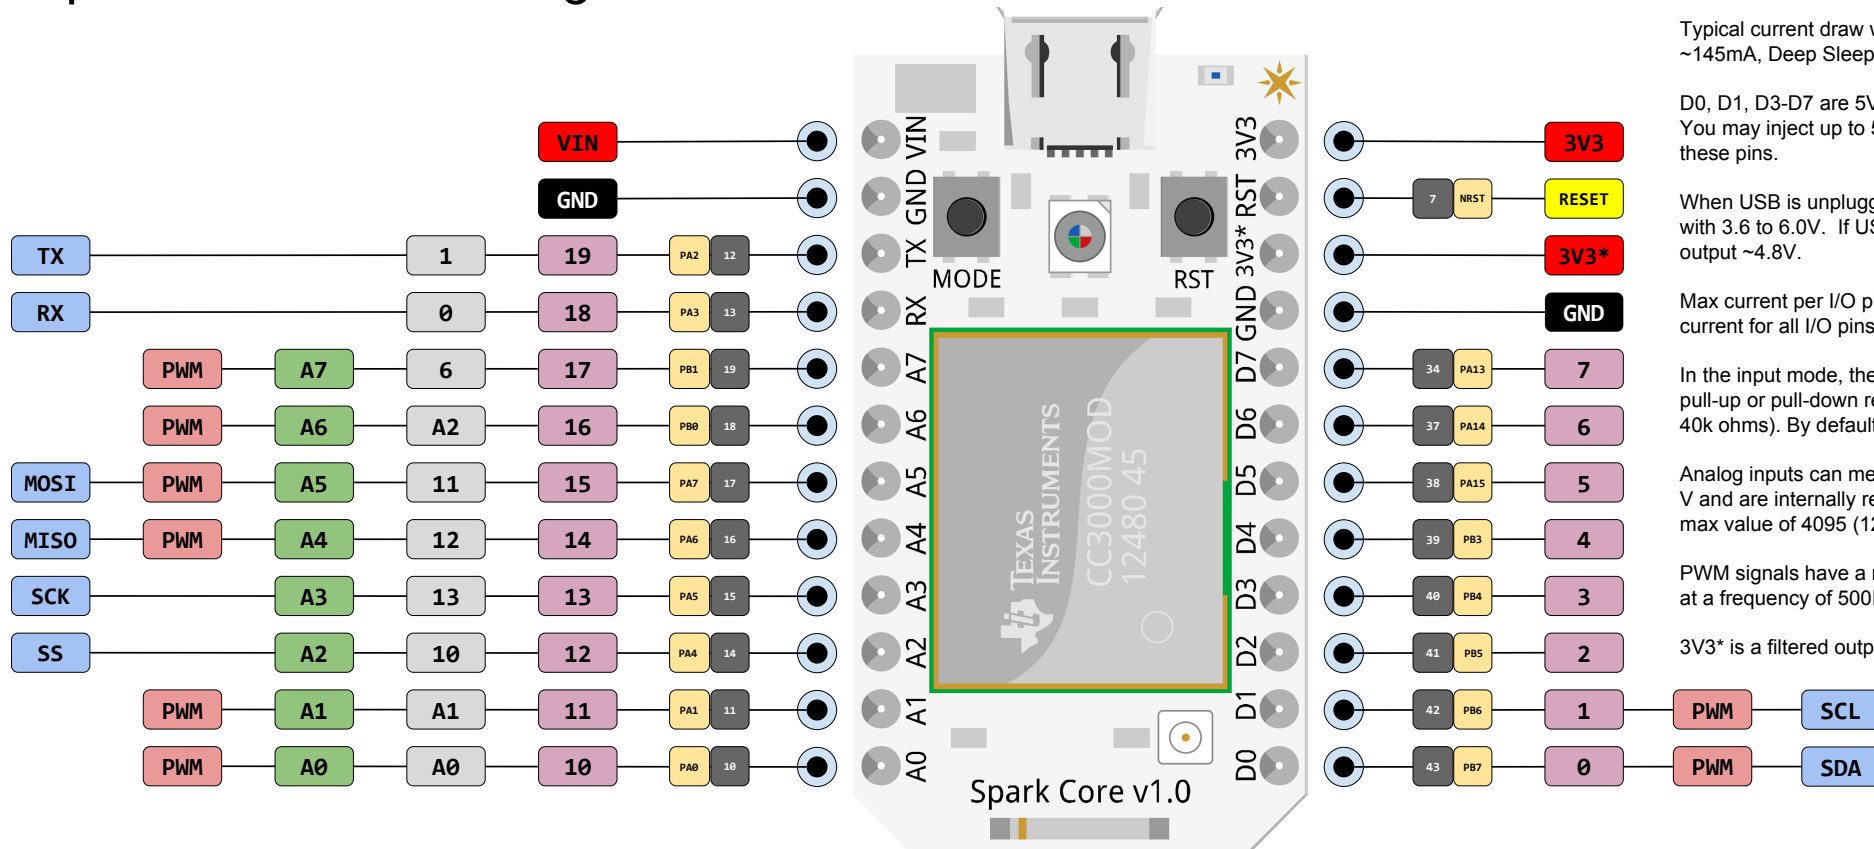 VIN
GND
TX 1 19 PA2 12
RX 0 18 PA3 13
PWM A7 6 17 PB1 19
PWM A6 A2 16 PB0 18
MOSI PWM A5 11 15 PA7 17
MISO PWM A4 12 14 PA6 16
SCK A3 13 13 PA5 15
SS A2 10 12 PA4 14
PWM A1 A1 11 PA1 11
PWM A0 A0 10 PA0 10
VIN
GND
TX
RX
A7
A6
A5
A4
A3
A2
A1
A0
MODE
RST
TEXAS
INSTRUMENTS
CC3000MOD
12480 45
Spark Core v1.0
3V3
RST
3V3*
GND
D7
D6
D5
D4
D3
D2
D1
D0
3V3
7 NRST RESET
3V3*
GND
34 PA13 7
37 PA14 6
38 PA15 5
39 PB3 4
40 PB4 3
41 PB5 2
42 PB6 1 PWM SCL
43 PB7 0 PWM SDA
Typical current draw
~145mA, Deep Sleep
D0, D1, D3-D7 are 5V
You may inject up to
these pins.
When USB is
with 3.6 to 6.0V. If
output ~4.8V.
Max current per I/O
current for all I/O pins
In the input mode, the
pull-up or pull-down
40k ohms). By
Analog inputs can
V and are internally
max value of 4095
PWM signals have a
at a frequency of
3V3* is a filtered